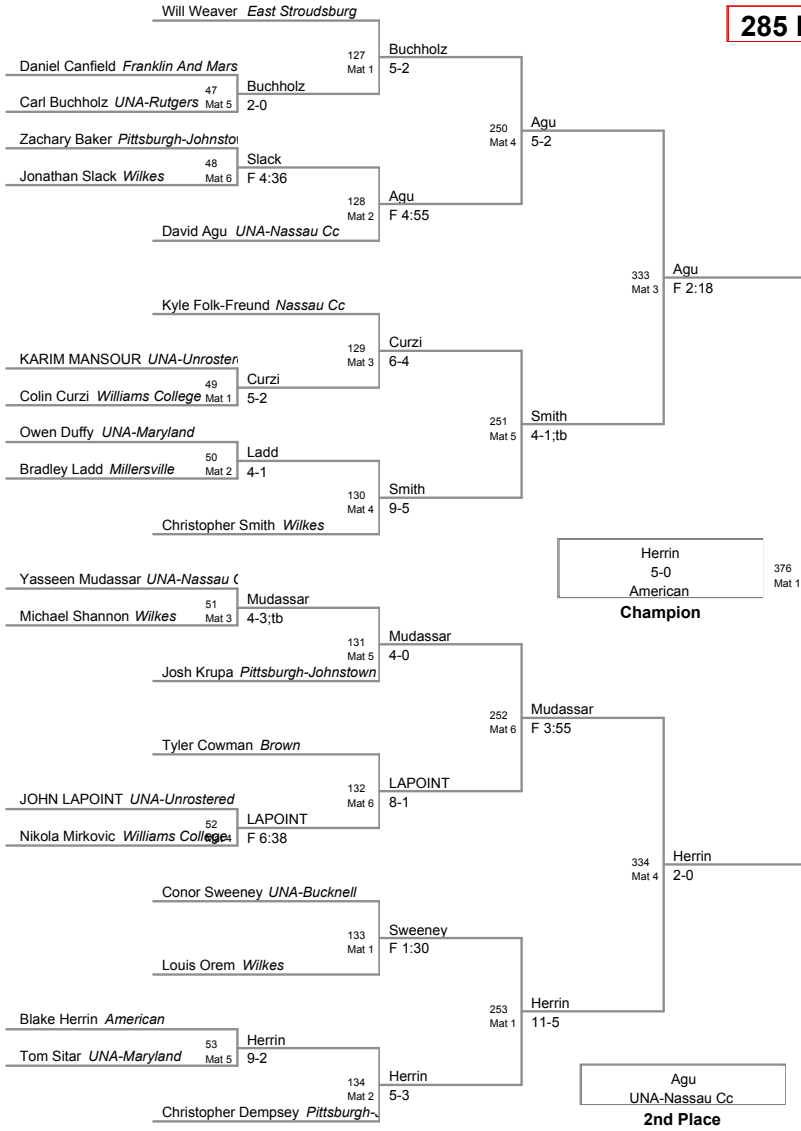 Will Weaver East Stroudsburg
285
127
Mat 1
Buchholz
5-2
Daniel Canfield Franklin And Mars
47
Mat 5
Buchholz
2-0
Carl Buchholz UNA-Rutgers
250
Mat 4
Agu
5-2
Zachary Baker Pittsburgh-Johnstow
48
Mat 6
Slack
F 4:36
Jonathan Slack Wilkes
128
Mat 2
Agu
F 4:55
David Agu UNA-Nassau Cc
333
Mat 3
Agu
F 2:18
Kyle Folk-Freund Nassau Cc
129
Mat 3
Curzi
6-4
KARIM MANSOUR UNA-Unroster
49
Mat 1
Curzi
5-2
Colin Curzi Williams College
251
Mat 5
Smith
4-1;tb
Owen Duffy UNA-Maryland
50
Mat 2
Ladd
4-1
Bradley Ladd Millersville
130
Mat 4
Smith
9-5
Christopher Smith Wilkes
Herrin
5-0
American
Champion
376
Mat 1
Yasseen Mudassar UNA-Nassau C
51
Mat 3
Mudassar
4-3;tb
Michael Shannon Wilkes
131
Mat 5
Mudassar
4-0
Josh Krupa Pittsburgh-Johnstown
252
Mat 6
Mudassar
F 3:55
Tyler Cowman Brown
132
Mat 6
LAPOINT
8-1
JOHN LAPOINT UNA-Unrostered
52
Mat 4
LAPOINT
F 6:38
Nikola Mirkovic Williams College
334
Mat 4
Herrin
2-0
Conor Sweeney UNA-Bucknell
133
Mat 1
Sweeney
F 1:30
Louis Orem Wilkes
253
Mat 1
Herrin
11-5
Blake Herrin American
53
Mat 5
Herrin
9-2
Tom Sitar UNA-Maryland
134
Mat 2
Herrin
5-3
Christopher Dempsey Pittsburgh-J
Agu
UNA-Nassau Cc
2nd Place